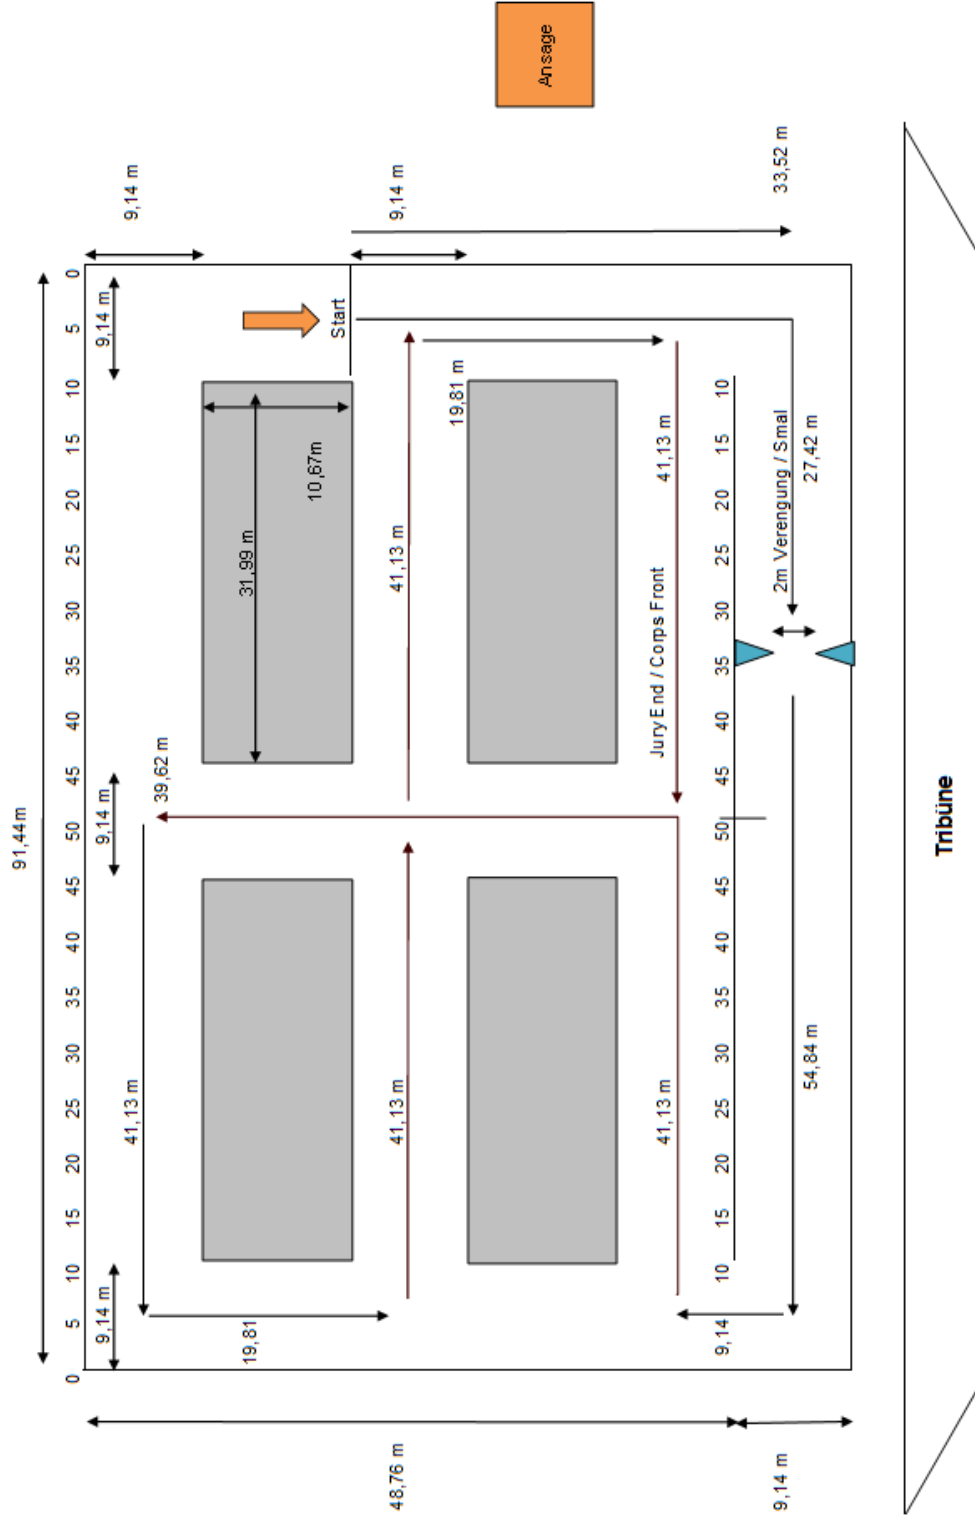 91,44m
0 5 10 15 20 25 30 35 40 45 50 45 40 35 30 25 20 15 10 5 0
9,14 m
9,14 m
9,14 m
41,13 m
9,14 m
39,62 m
19,81
31,99 m
10,67m
Start
48,76 m
41,13 m
41,13 m
9,14 m
19,81 m
Ansage
Jury End / Corps Front
41,13 m
41,13 m
9,14
10 15 20 25 30 35 40 45 50 45 40 35 30 25 20 15 10
9,14 m
2m Verengung / Smal
33,52 m
54,84 m
27,42 m
Tribüne